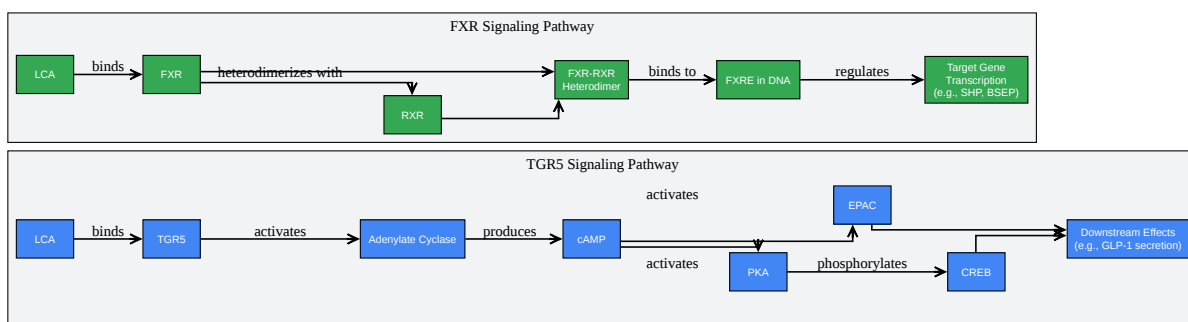 FXR Signaling Pathway
LCA
binds
FXR
heterodimerizes with
RXR
FXR-RXR
Heterodimer
binds to
FXRE in DNA
regulates
Target Gene
Transcription
(e.g., SHP, BSEP)
TGR5 Signaling Pathway
LCA
binds
TGR5
activates
Adenylate Cyclase
produces
cAMP
activates
EPAC
activates
PKA
phosphorylates
CREB
Downstream Effects
(e.g., GLP-1 secretion)